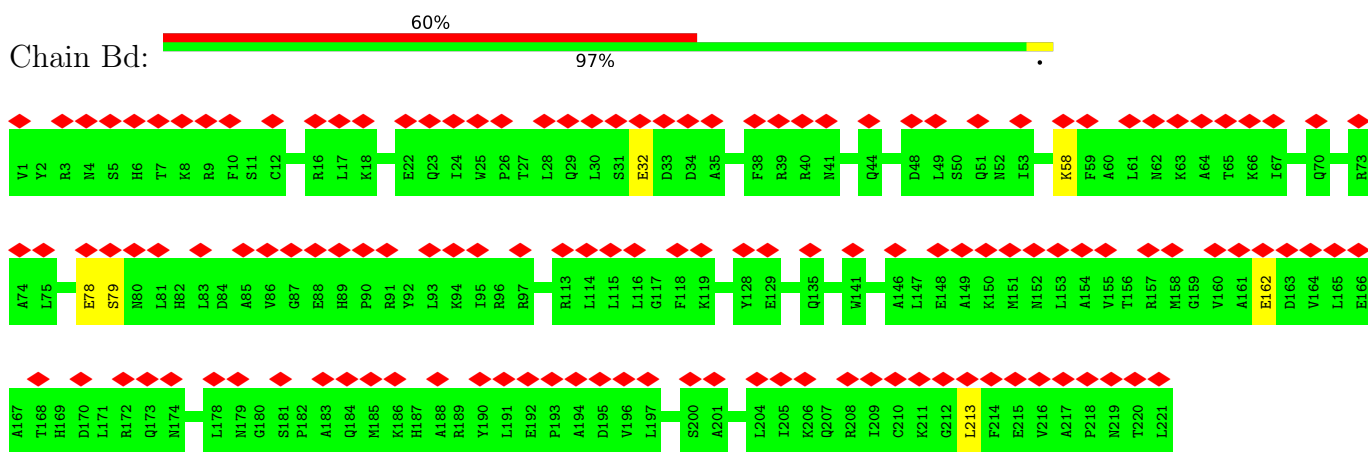 60%
Chain Bd:
97%
•
V1 Y2 R3 N4 S5 H6 T7 K8 R9 F10 S11 C12 R16 L17 K18 E22 Q23 I24 W25 P26 T27 L28 Q29 L30 S31 E32 D33 D34 A35 F38 R39 R40 N41 Q44 D48 L49 S50 Q51 N52 I53 K58 F59 A60 L61 N62 K63 A64 T65 K66 I67 Q70 R73
A74 L75 E78 S79 N80 L81 H82 L83 D84 A85 V86 G87 E88 H89 P90 R91 Y92 L93 K94 I95 R96 R97 R113 L114 L115 L116 G117 F118 K119 Y128 E129 Q135 W141 A146 L147 E148 A149 K150 M151 N152 L153 A154 V155 T156 R157 M158 G159 V160 A161 E162 D163 V164 L165 E166
A167 T168 H169 D170 L171 R172 Q173 N174 L178 N179 G180 S181 P182 A183 Q184 M185 K186 H187 A188 R189 Y190 L191 E192 P193 A194 D195 V196 L197 S200 A201 L204 I205 K206 Q207 R208 I209 C210 K211 G212 L213 F214 E215 V216 A217 P218 N219 T220 L221